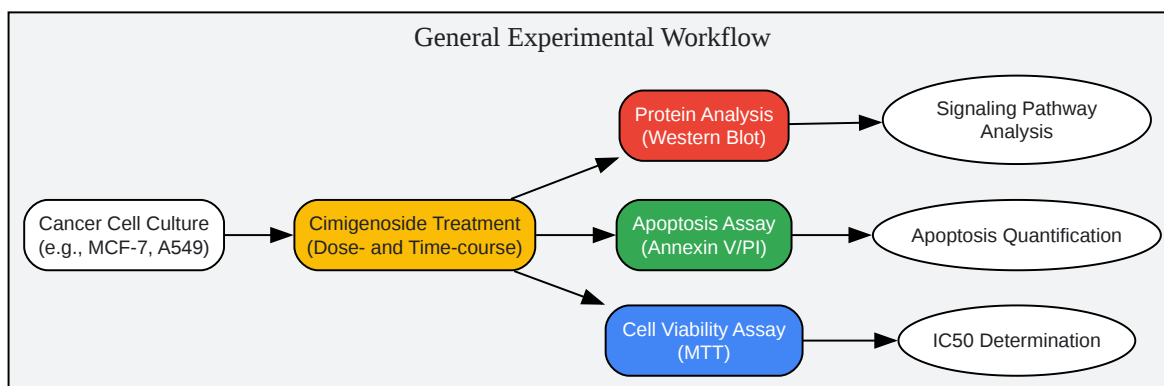 General Experimental Workflow
Protein Analysis
(Western Blot)
Signaling Pathway
Analysis
Cancer Cell Culture
(e.g., MCF-7, A549)
Cimigenoside Treatment
(Dose- and Time-course)
Apoptosis Assay
(Annexin V/PI)
Apoptosis Quantification
Cell Viability Assay
(MTT)
IC50 Determination